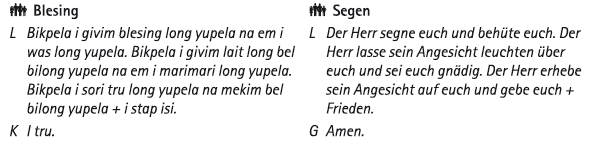 Blesing
L Bikpela i givim blesing long yupela na em i
was long yupela. Bikpela i givim lait long bel
bilong yupela na em i marimari long yupela.
Bikpela i sori tru long yupela na mekim bel
bilong yupela + i stap isi.
K I tru.
Segen
L Der Herr segne euch und behüte euch. Der
Herr lasse sein Angesicht leuchten über
euch und sei euch gnädig. Der Herr erhebe
sein Angesicht auf euch und gebe euch +
Frieden.
G Amen.